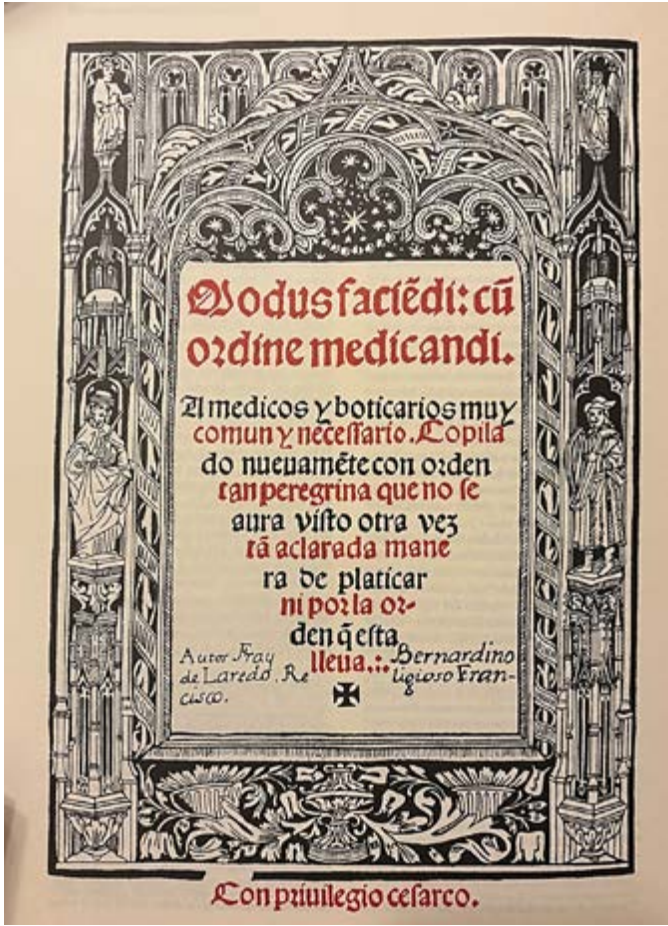 Modus faciẽdi: cũ
ordine medicandi.
A medicos y boticarios muy
comun y necessario. Copila
do nueuamẽte con orden
tan peregrina que no se
aura visto otra vez
tã aclarada mane
ra de platicar
ni por la or-
den q̃ esta
lleua.:.
Autor Fray Bernardino
de Laredo. Religioso Fran-
cisco.
Con priuilegio cesareo.